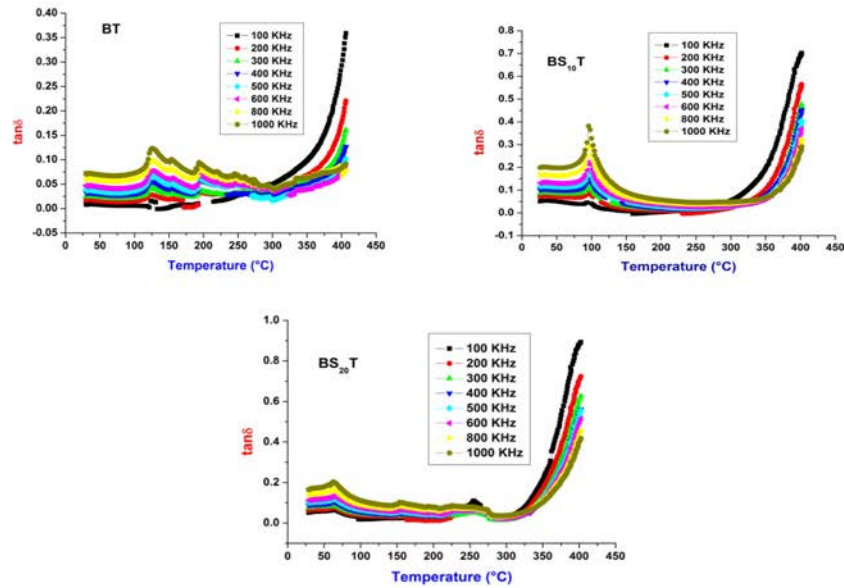 BT
100 KHz
200 KHz
300 KHz
400 KHz
500 KHz
600 KHz
800 KHz
1000 KHz
0.40
0.35
0.30
0.25
0.20
0.15
0.10
0.05
0.00
-0.05
tanδ
0 50 100 150 200 250 300 350 400 450
Temperature (°C)
BS₁₀T
100 KHz
200 KHz
300 KHz
400 KHz
500 KHz
600 KHz
800 KHz
1000 KHz
0.8
0.7
0.6
0.5
0.4
0.3
0.2
0.1
0.0
-0.1
tanδ
0 50 100 150 200 250 300 350 400 450
Temperature (°C)
BS₂₀T
100 KHz
200 KHz
300 KHz
400 KHz
500 KHz
600 KHz
800 KHz
1000 KHz
1.0
0.8
0.6
0.4
0.2
0.0
tanδ
0 50 100 150 200 250 300 350 400 450
Temperature (°C)